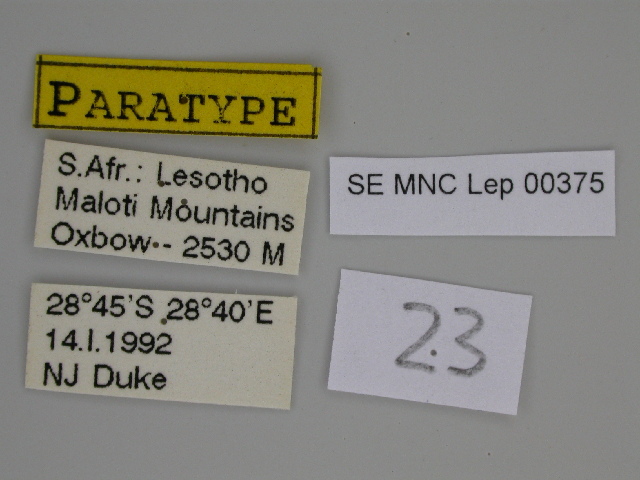 PARATYPE
S.Afr.: Lesotho
Maloti Mountains
Oxbow - 2530 M
28°45'S 28°40'E
14.I.1992
NJ Duke
SE MNC Lep 00375
23